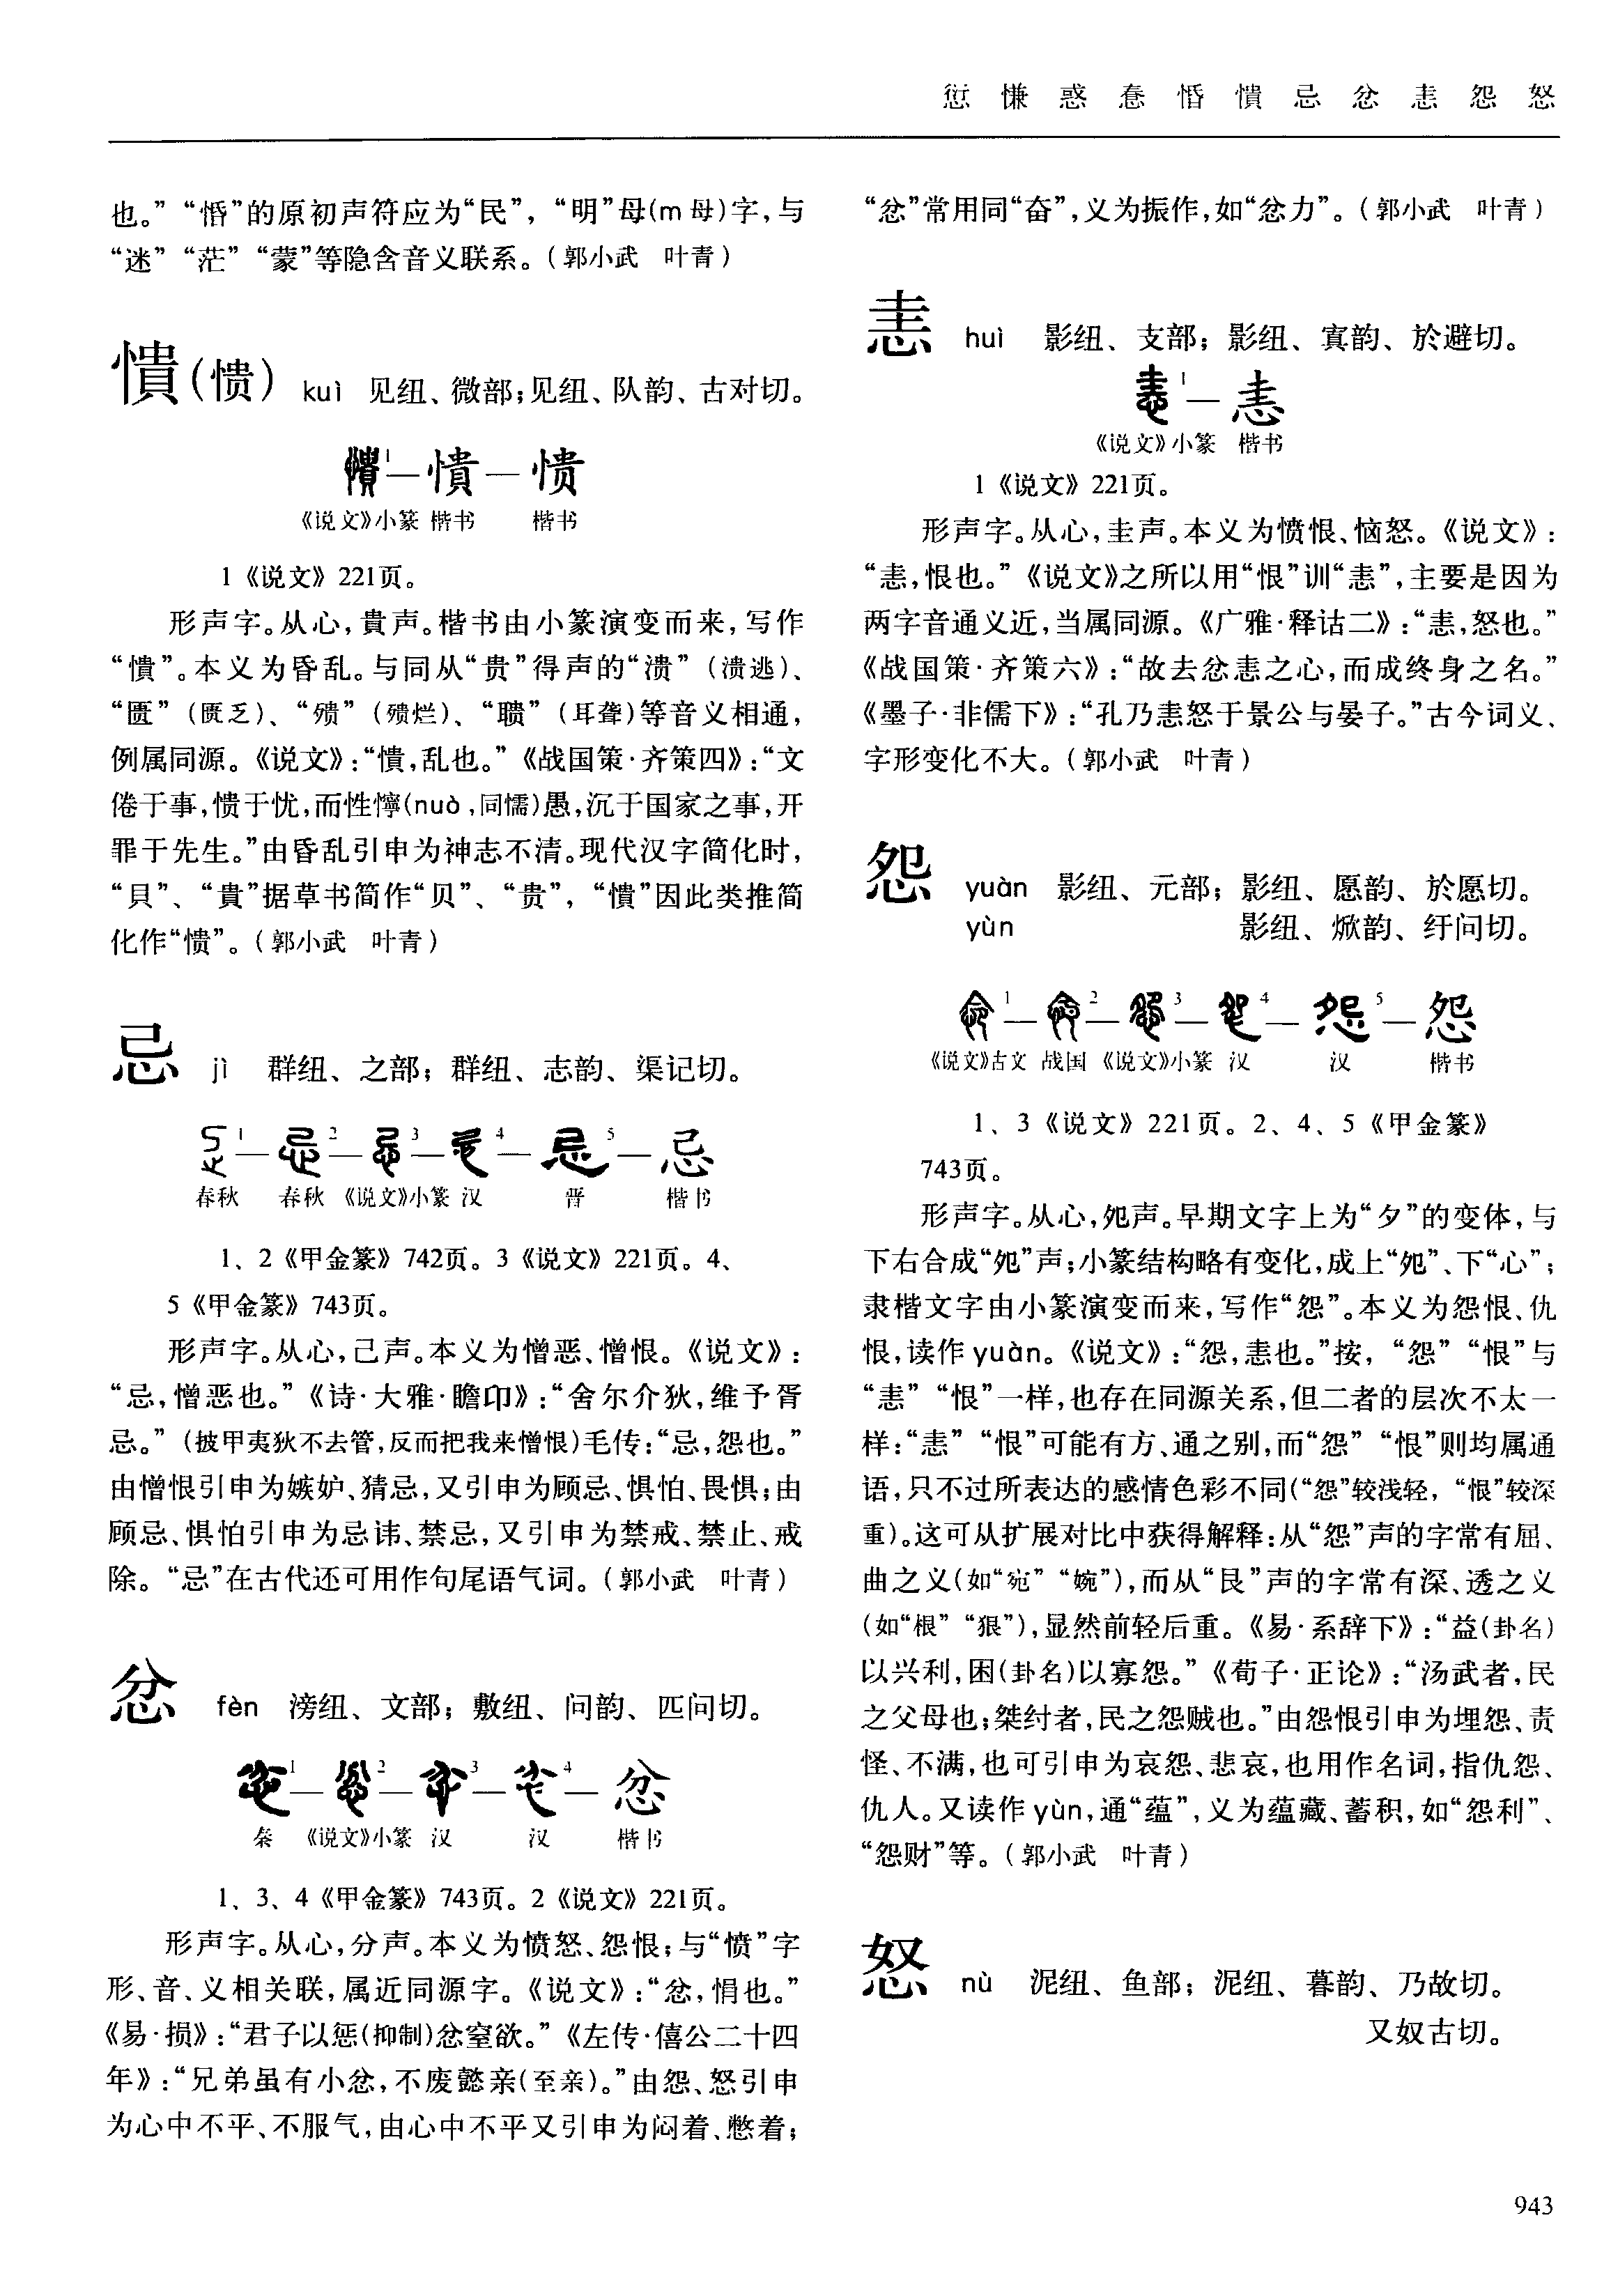 愆 慊 惑 惷 惛 憒 忌 忿 恚 怨 怒
也。”“惛”的原初声符应为“民”，“明”母(m母)字，与
“迷”“茫”“蒙”等隐含音义联系。（郭小武　叶青）
憒(愦) kuì 见纽、微部；见纽、队韵、古对切。
1—憒—愦
《说文》小篆 楷书 楷书
1《说文》221页。
形声字。从心，貴声。楷书由小篆演变而来，写作
“憒”。本义为昏乱。与同从“贵”得声的“溃”（溃逃）、
“匮”（匮乏）、“殨”（殨烂）、“聩”（耳聋)等音义相通，
例属同源。《说文》：“憒，乱也。”《战国策·齐策四》：“文
倦于事，愦于忧，而性懧(nuò，同懦)愚，沉于国家之事，开
罪于先生。”由昏乱引申为神志不清。现代汉字简化时，
“貝”、“貴”据草书简作“贝”、“贵”，“憒”因此类推简
化作“愦”。（郭小武　叶青）
忌 jì 群纽、之部；群纽、志韵、渠记切。
1—2—3—4—5—忌
春秋 春秋 《说文》小篆 汉 晋 楷书
1、2《甲金篆》742页。3《说文》221页。4、
5《甲金篆》743页。
形声字。从心，己声。本义为憎恶、憎恨。《说文》：
“忌，憎恶也。”《诗·大雅·瞻卬》：“舍尔介狄，维予胥
忌。”（披甲夷狄不去管，反而把我来憎恨）毛传：“忌，怨也。”
由憎恨引申为嫉妒、猜忌，又引申为顾忌、惧怕、畏惧；由
顾忌、惧怕引申为忌讳、禁忌，又引申为禁戒、禁止、戒
除。“忌”在古代还可用作句尾语气词。（郭小武　叶青）
忿 fèn 滂纽、文部；敷纽、问韵、匹问切。
1—2—3—4—忿
秦 《说文》小篆 汉 汉 楷书
1、3、4《甲金篆》743页。2《说文》221页。
形声字。从心，分声。本义为愤怒、怨恨；与“愤”字
形、音、义相关联，属近同源字。《说文》：“忿，悁也。”
《易·损》：“君子以惩(抑制)忿窒欲。”《左传·僖公二十四
年》：“兄弟虽有小忿，不废懿亲(至亲)。”由怨、怒引申
为心中不平、不服气，由心中不平又引申为闷着、憋着；
“忿”常用同“奋”，义为振作，如“忿力”。（郭小武　叶青）
恚 huì 影纽、支部；影纽、寘韵、於避切。
1—恚
《说文》小篆 楷书
1《说文》221页。
形声字。从心，圭声。本义为愤恨、恼怒。《说文》：
“恚，恨也。”《说文》之所以用“恨”训“恚”，主要是因为
两字音通义近，当属同源。《广雅·释诂二》：“恚，怒也。”
《战国策·齐策六》：“故去忿恚之心，而成终身之名。”
《墨子·非儒下》：“孔乃恚怒于景公与晏子。”古今词义、
字形变化不大。（郭小武　叶青）
怨 yuàn 影纽、元部；影纽、愿韵、於愿切。
yùn 影纽、焮韵、纡问切。
1—2—3—4—5—怨
《说文》古文 战国 《说文》小篆 汉 汉 楷书
1、3《说文》221页。2、4、5《甲金篆》
743页。
形声字。从心，夗声。早期文字上为“夕”的变体，与
下右合成“夗”声；小篆结构略有变化，成上“夗”、下“心”；
隶楷文字由小篆演变而来，写作“怨”。本义为怨恨、仇
恨，读作yuàn。《说文》：“怨，恚也。”按，“怨”“恨”与
“恚”“恨”一样，也存在同源关系，但二者的层次不太一
样：“恚”“恨”可能有方、通之别，而“怨”“恨”则均属通
语，只不过所表达的感情色彩不同(“怨”较浅轻，“恨”较深
重)。这可从扩展对比中获得解释：从“怨”声的字常有屈、
曲之义(如“宛”“婉”)，而从“艮”声的字常有深、透之义
(如“根”“狠”)，显然前轻后重。《易·系辞下》：“益(卦名)
以兴利，困(卦名)以寡怨。”《荀子·正论》：“汤武者，民
之父母也；桀纣者，民之怨贼也。”由怨恨引申为埋怨、责
怪、不满，也可引申为哀怨、悲哀，也用作名词，指仇怨、
仇人。又读作yùn，通“蕴”，义为蕴藏、蓄积，如“怨利”、
“怨财”等。（郭小武　叶青）
怒 nù 泥纽、鱼部；泥纽、暮韵、乃故切。
又奴古切。
943